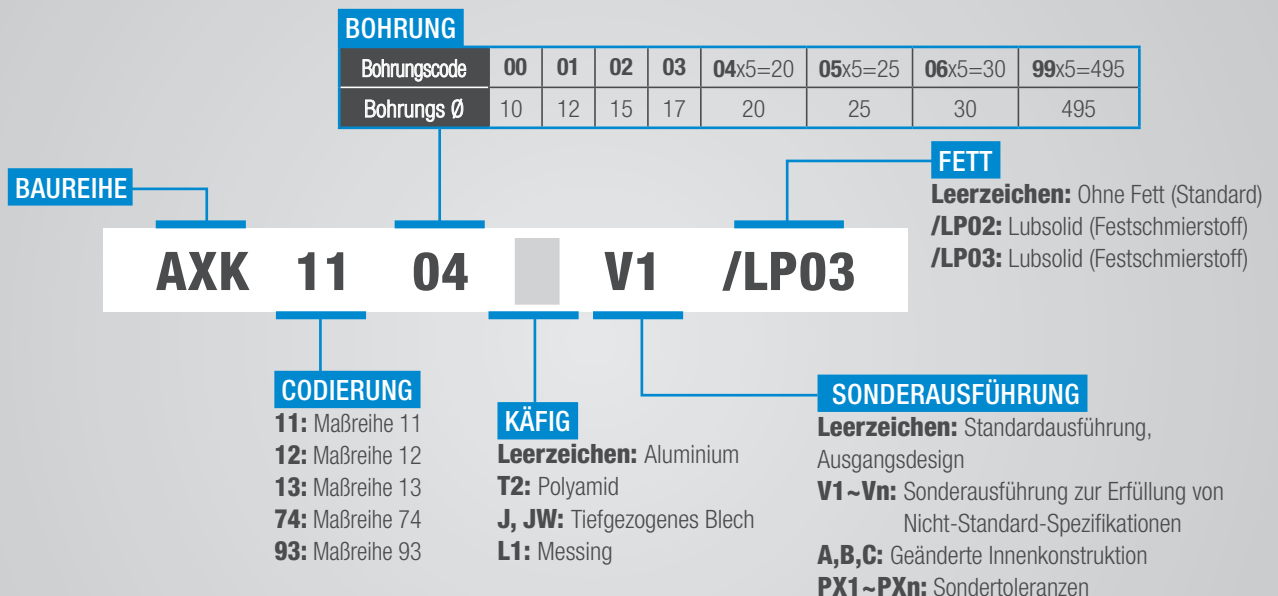 BOHRUNG
Bohrungscode 00 01 02 03 04x5=20 05x5=25 06x5=30 99x5=495
Bohrungs Ø 10 12 15 17 20 25 30 495
BAUREIHE
FETT
Leerzeichen: Ohne Fett (Standard)
/LP02: Lubsolid (Festschmierstoff)
/LP03: Lubsolid (Festschmierstoff)
AXK 11 04 V1 /LP03
CODIERUNG
11: Maßreihe 11
12: Maßreihe 12
13: Maßreihe 13
74: Maßreihe 74
93: Maßreihe 93
KÄFIG
Leerzeichen: Aluminium
T2: Polyamid
J, JW: Tiefgezogenes Blech
L1: Messing
SONDERAUSFÜHRUNG
Leerzeichen: Standardausführung,
Ausgangsdesign
V1~Vn: Sonderausführung zur Erfüllung von
Nicht-Standard-Spezifikationen
A,B,C: Geänderte Innenkonstruktion
PX1~PXn: Sondertoleranzen